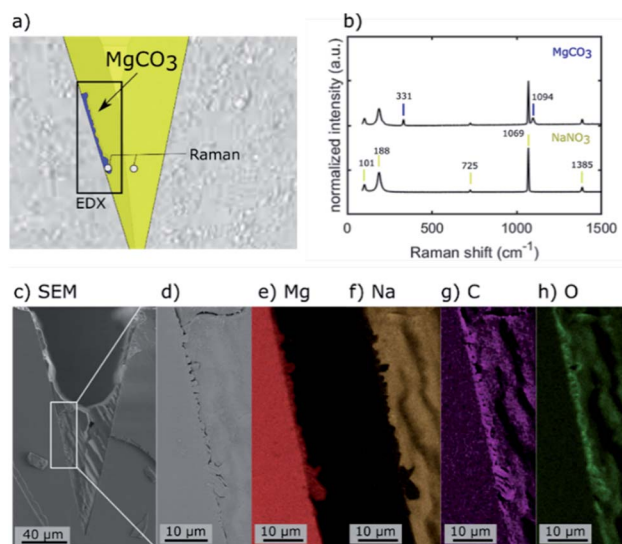 a)
MgCO3
Raman
EDX
b)
normalized intensity (a.u.)
MgCO3
331
1094
1069
NaNO3
101
188
725
1385
0
500
1000
1500
Raman shift (cm-1)
c) SEM
d)
e) Mg
f) Na
g) C
h) O
40 µm
10 µm
10 µm
10 µm
10 µm
10 µm